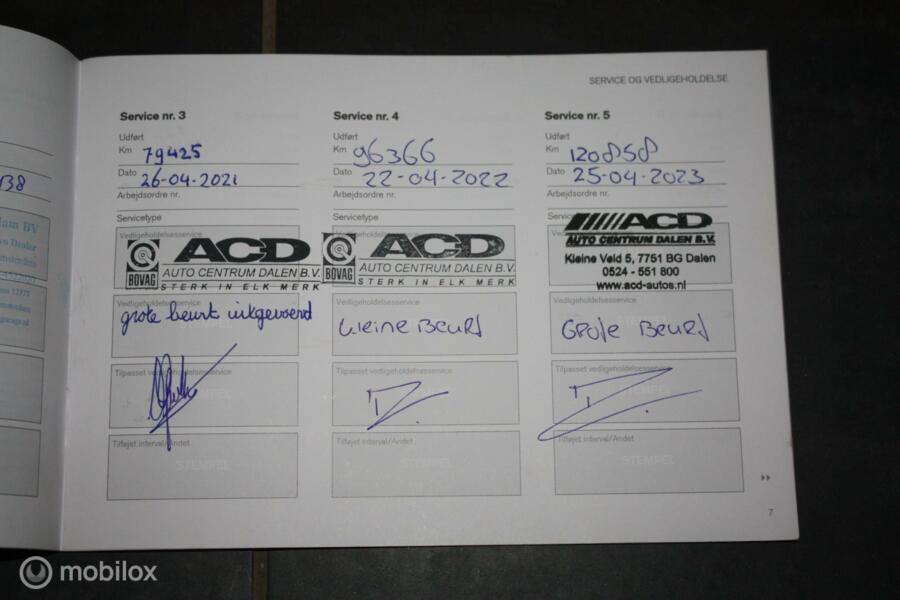 SERVICE OG VEDLIGEHOLDELSE
Service nr. 3
Udført
Km 79425
Dato 26-04-2021
Arbejdsordre nr.
Servicetype
Vedligeholdelsesservice
BOVAG
ACD
AUTO CENTRUM DALEN B.V.
STERK IN ELK MERK
Vedligeholdelsesservice
grote beurt uitgevoerd
STEMPEL
Tilpasset vedligeholdelsesservice
Tilføjet interval/Andet
STEMPEL
Service nr. 4
Udført
Km 96366
Dato 22-04-2022
Arbejdsordre nr.
Servicetype
BOVAG
ACD
AUTO CENTRUM DALEN B.V.
STERK IN ELK MERK
Vedligeholdelsesservice
kleine Beurt
Tilpasset vedligeholdelsesservice
Tilføjet interval/Andet
STEMPEL
Service nr. 5
Udført
Km 120858
Dato 25-04-2023
Arbejdsordre nr.
ACD
AUTO CENTRUM DALEN B.V.
Kleine Veld 5, 7751 BG Dalen
0524 - 551 800
www.acd-autos.nl
Vedligeholdelsesservice
GROTE BEURT
Tilpasset vedligeholdelsesservice
Tilføjet interval/Andet
STEMPEL
7
mobilox